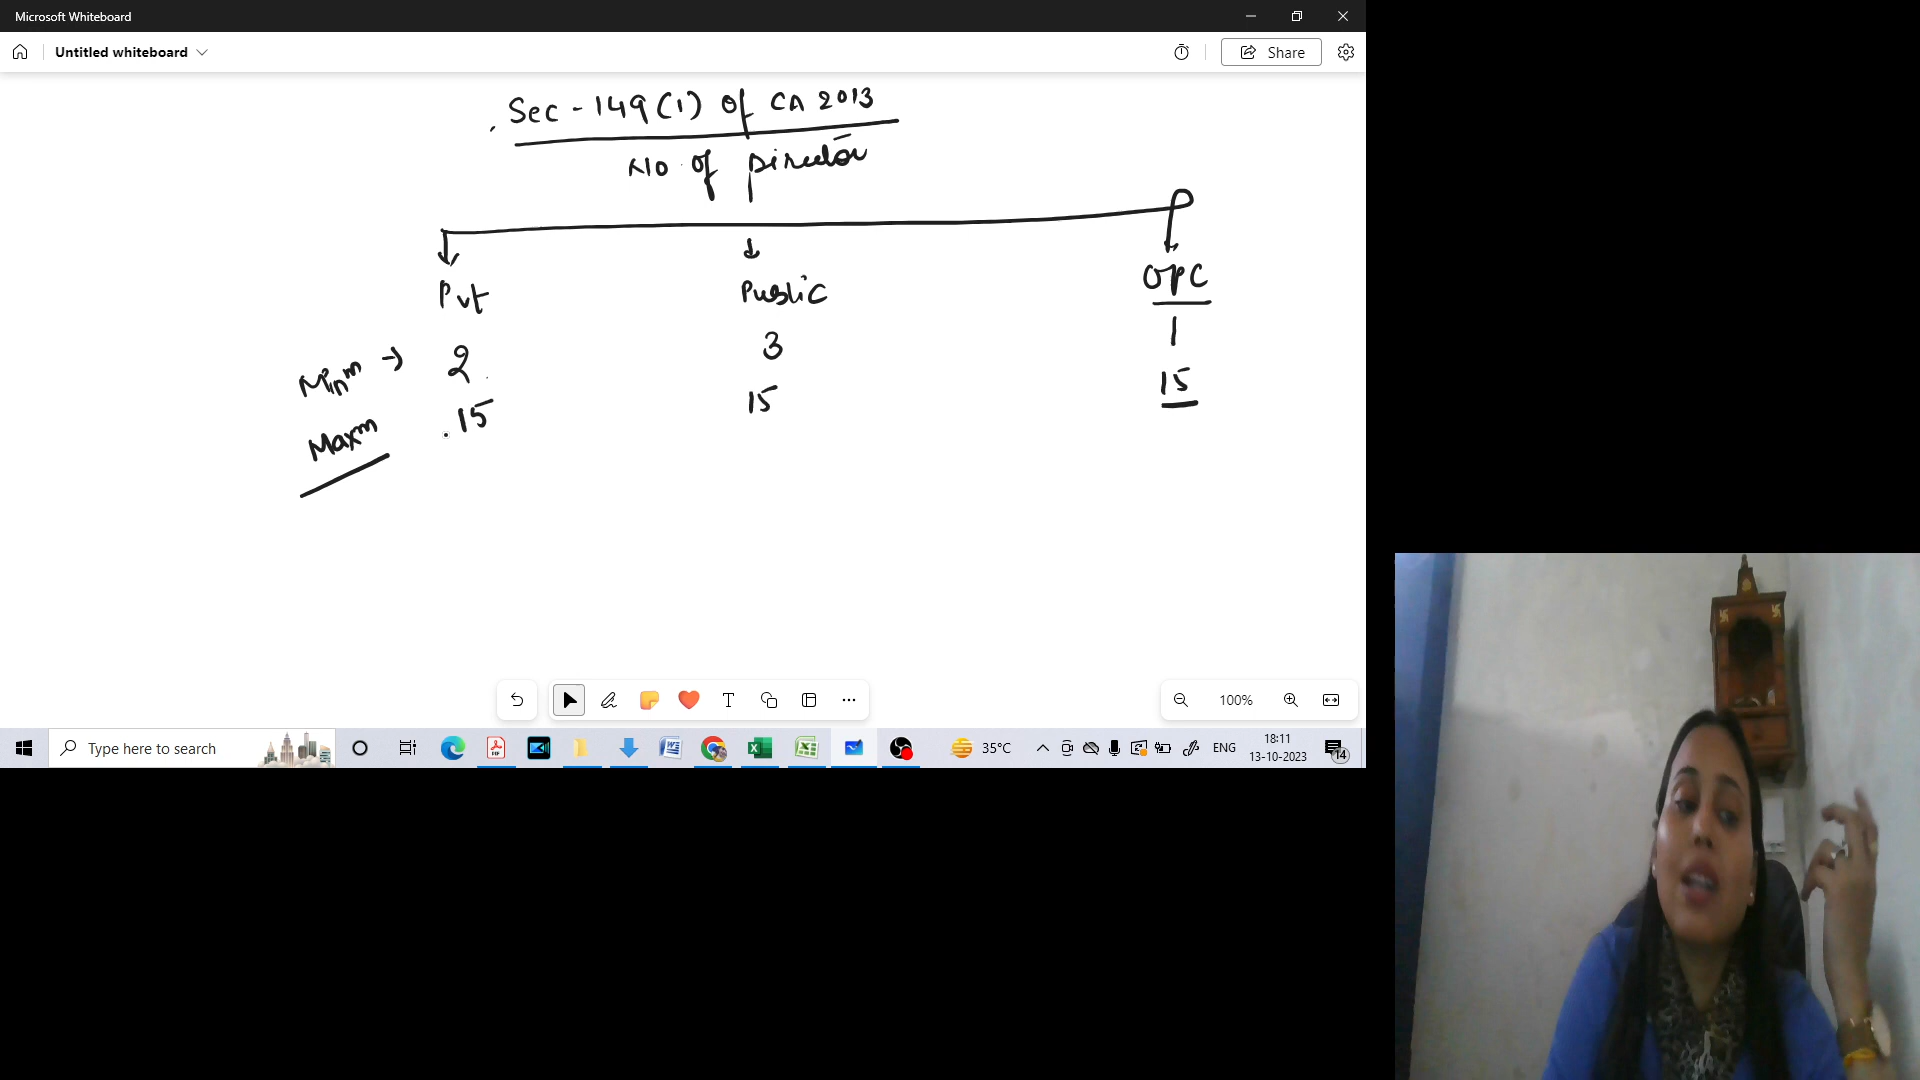 Microsoft Whiteboard
Untitled whiteboard
Share
Sec - 149(1) of CA 2013
No. of Director
Pvt Public OPC
Minm → 2 3 1
Maxm 15 15 15
100%
Type here to search
35°C
ENG
18:11
13-10-2023
14